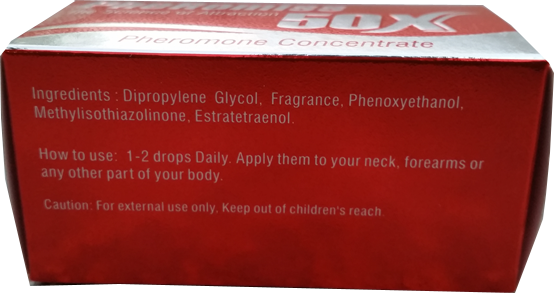 50X
Pheromone Concentrate
Ingredients : Dipropylene Glycol, Fragrance, Phenoxyethanol,
Methylisothiazolinone, Estratetraenol.
How to use: 1-2 drops Daily. Apply them to your neck, forearms or
any other part of your body.
Caution: For external use only. Keep out of children's reach.